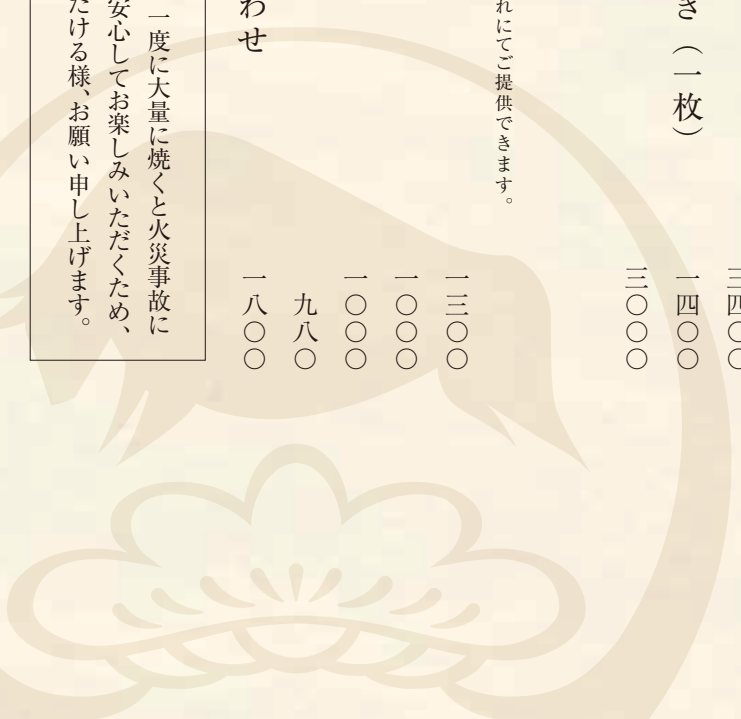 き（一枚） 一四〇〇
三〇〇〇
れにてご提供できます。
一三〇〇
一〇〇〇
一〇〇〇
九八〇
わせ 一八〇〇
一度に大量に焼くと火災事故に
安心してお楽しみいただくため、
だける様、お願い申し上げます。